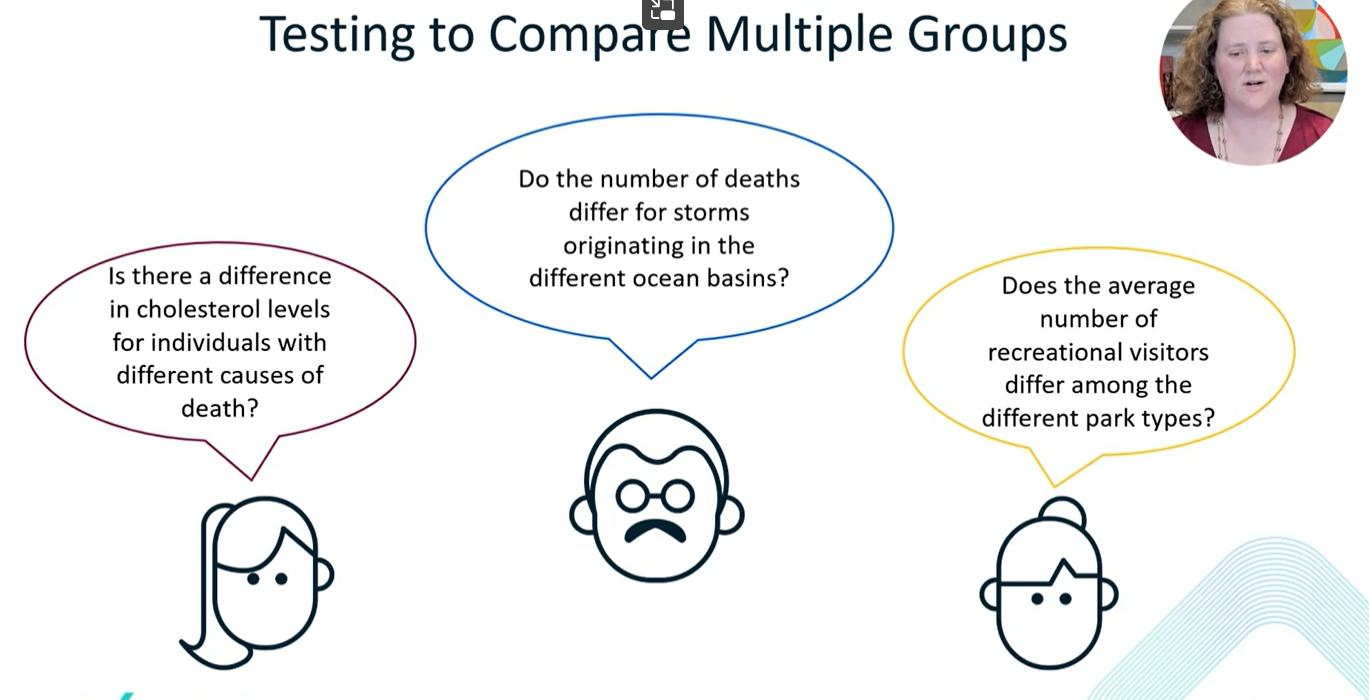 Testing to Compare Multiple Groups
Is there a difference
in cholesterol levels
for individuals with
different causes of
death?
Do the number of deaths
differ for storms
originating in the
different ocean basins?
Does the average
number of
recreational visitors
differ among the
different park types?